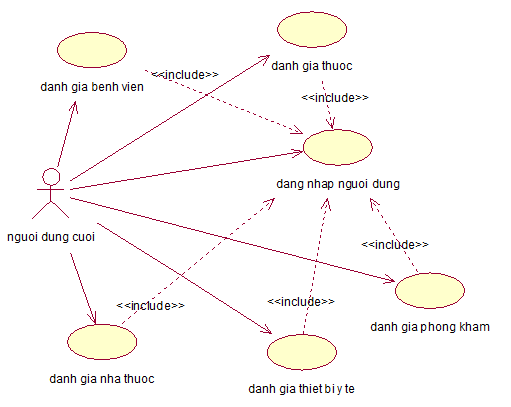 danh gia thuoc
<<include>>
danh gia benh vien
<<include>>
dang nhap nguoi dung
nguoi dung cuoi
<<include>>
<<include>>
<<include>>
danh gia phong kham
danh gia nha thuoc
danh gia thiet bi y te